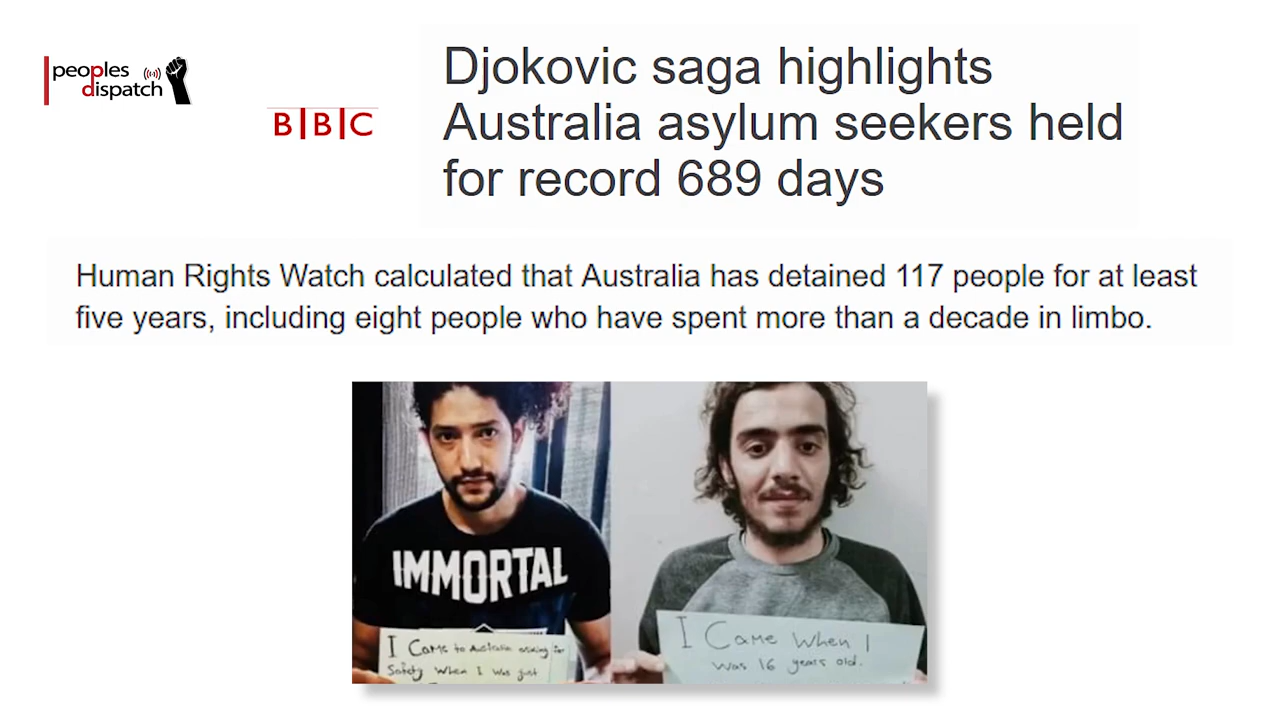 peoples
dispatch
BBC
Djokovic saga highlights
Australia asylum seekers held
for record 689 days
Human Rights Watch calculated that Australia has detained 117 people for at least
five years, including eight people who have spent more than a decade in limbo.
IMMORTAL
I Came to Australia asking for
Safety When I was just
I Came When I
was 16 years old.